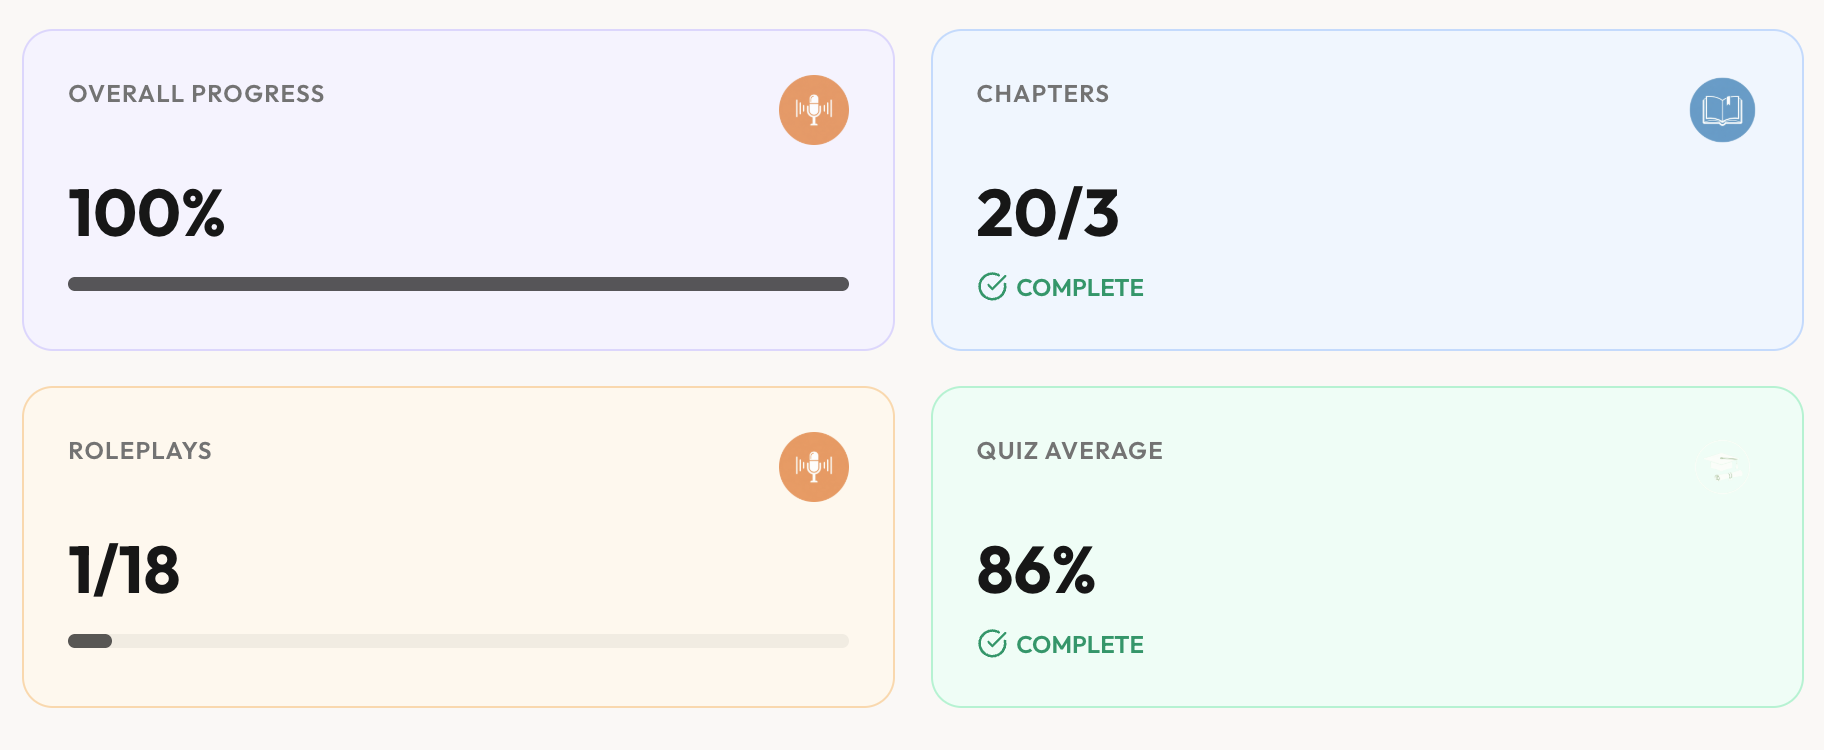 OVERALL PROGRESS
100%
CHAPTERS
20/3
COMPLETE
ROLEPLAYS
1/18
QUIZ AVERAGE
86%
COMPLETE